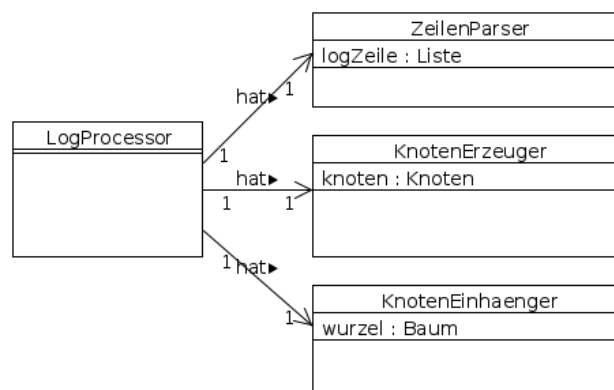 ZeilenParser
logZeile : Liste
hat▶
1
1
LogProcessor
KnotenErzeuger
knoten : Knoten
hat▶
1
1
hat▶
1
1
KnotenEinhaenger
wurzel : Baum